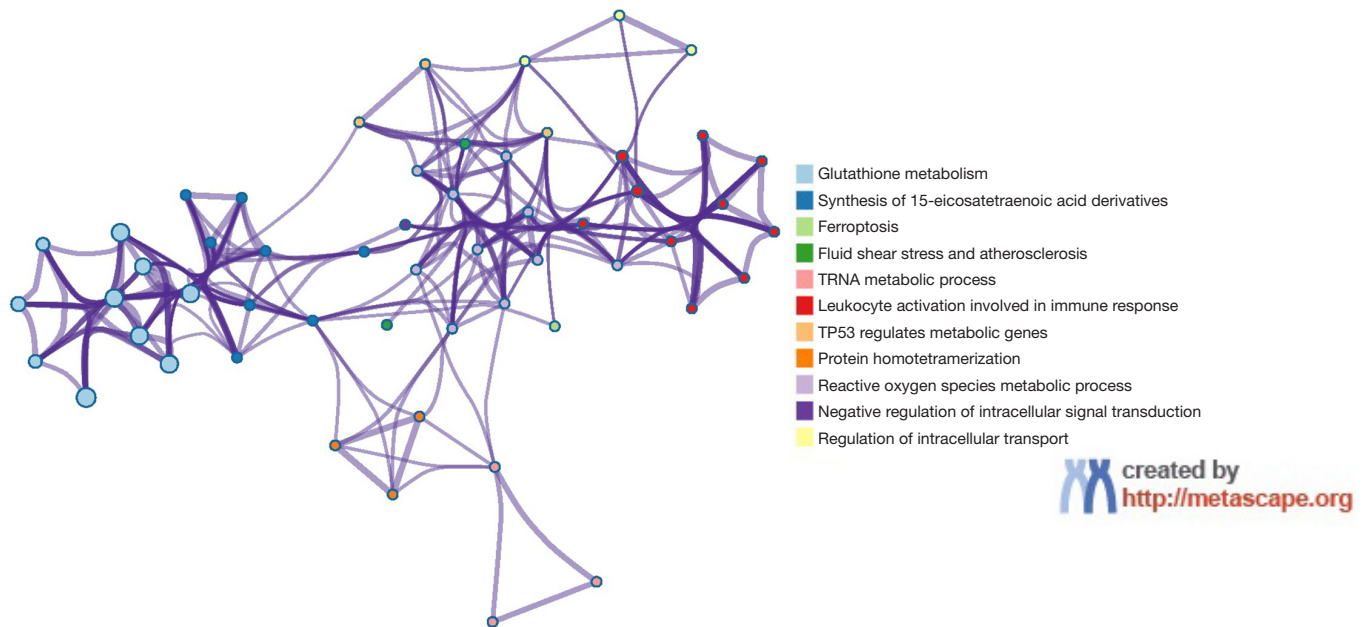 Glutathione metabolism
Synthesis of 15-eicosatetraenoic acid derivatives
Ferroptosis
Fluid shear stress and atherosclerosis
TRNA metabolic process
Leukocyte activation involved in immune response
TP53 regulates metabolic genes
Protein homotetramerization
Reactive oxygen species metabolic process
Negative regulation of intracellular signal transduction
Regulation of intracellular transport
created by
http://metascape.org